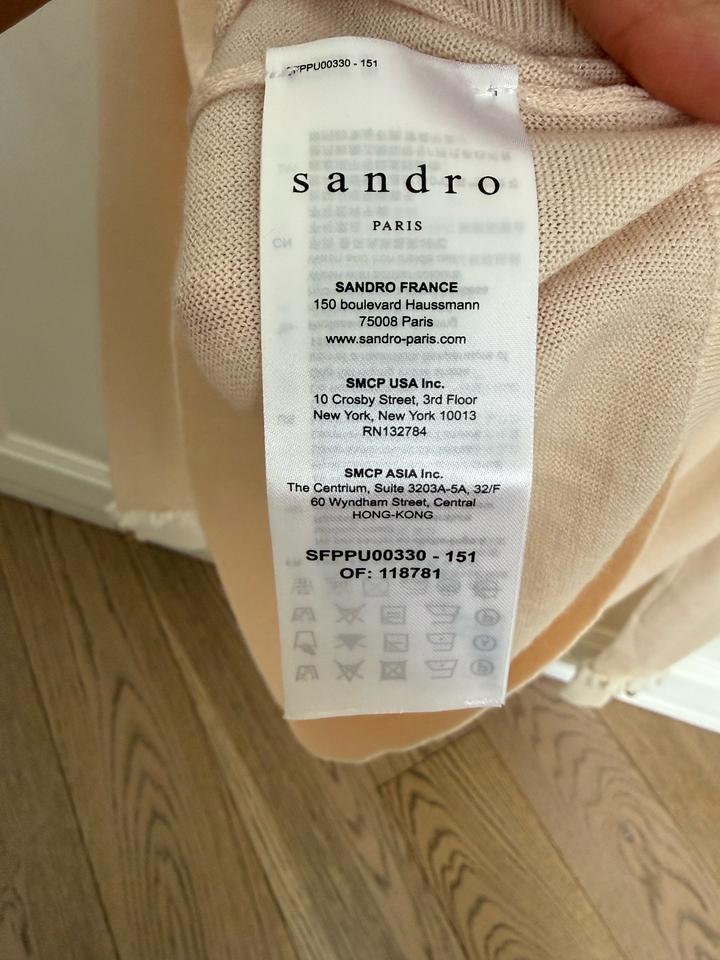 SFPPU00330 - 151
sandro
PARIS
SANDRO FRANCE
150 boulevard Haussmann
75008 Paris
www.sandro-paris.com
SMCP USA Inc.
10 Crosby Street, 3rd Floor
New York, New York 10013
RN132784
SMCP ASIA Inc.
The Centrium, Suite 3203A-5A, 32/F
60 Wyndham Street, Central
HONG-KONG
SFPPU00330 - 151
OF: 118781